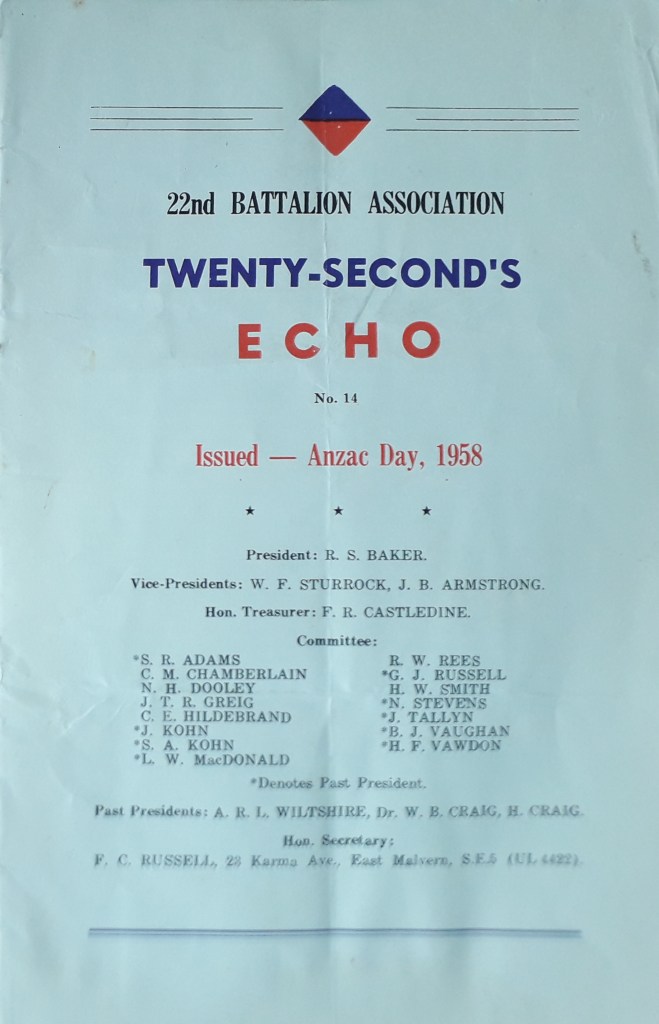 22nd BATTALION ASSOCIATION
TWENTY-SECOND'S
ECHO
No. 14
Issued — Anzac Day, 1958
★ ★ ★
President: R. S. BAKER.
Vice-Presidents: W. F. STURROCK, J. B. ARMSTRONG.
Hon. Treasurer: F. R. CASTLEDINE.
Committee:
*S. R. ADAMS
C. M. CHAMBERLAIN
N. H. DOOLEY
J. T. R. GREIG
C. E. HILDEBRAND
*J. KOHN
*S. A. KOHN
*L. W. MacDONALD
R. W. REES
*G. J. RUSSELL
H. W. SMITH
*N. STEVENS
*J. TALLYN
*B. J. VAUGHAN
*H. F. VAWDON
*Denotes Past President.
Past Presidents: A. R. L. WILTSHIRE, Dr. W. B. CRAIG, H. CRAIG.
Hon. Secretary:
F. C. RUSSELL, 23 Karma Ave., East Malvern, S.E.5 (UL 4422).